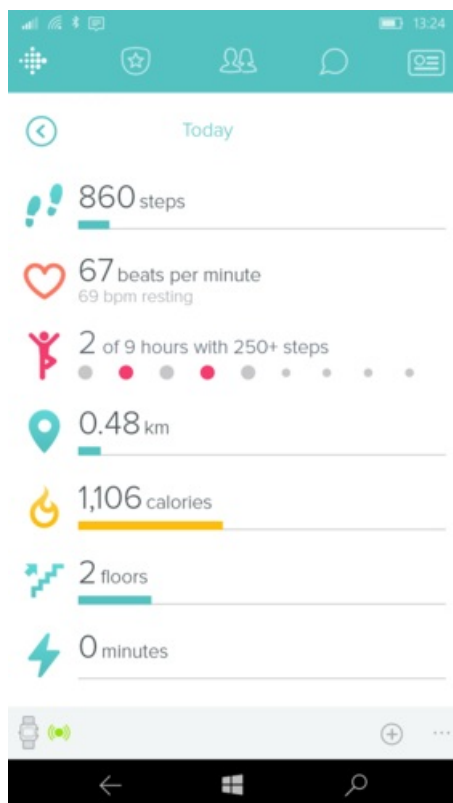 13:24
Today
860 steps
67 beats per minute
69 bpm resting
2 of 9 hours with 250+ steps
0.48 km
1,106 calories
2 floors
0 minutes